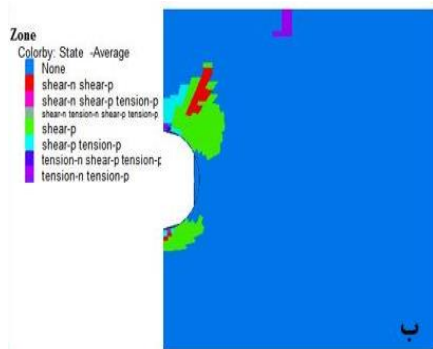 Zone
Colorby: State -Average
None
shear-n shear-p
shear-n shear-p tension-p
shear-n tension-n shear-p tension-p
shear-p
shear-p tension-p
tension-n shear-p tension-p
tension-n tension-p
ب